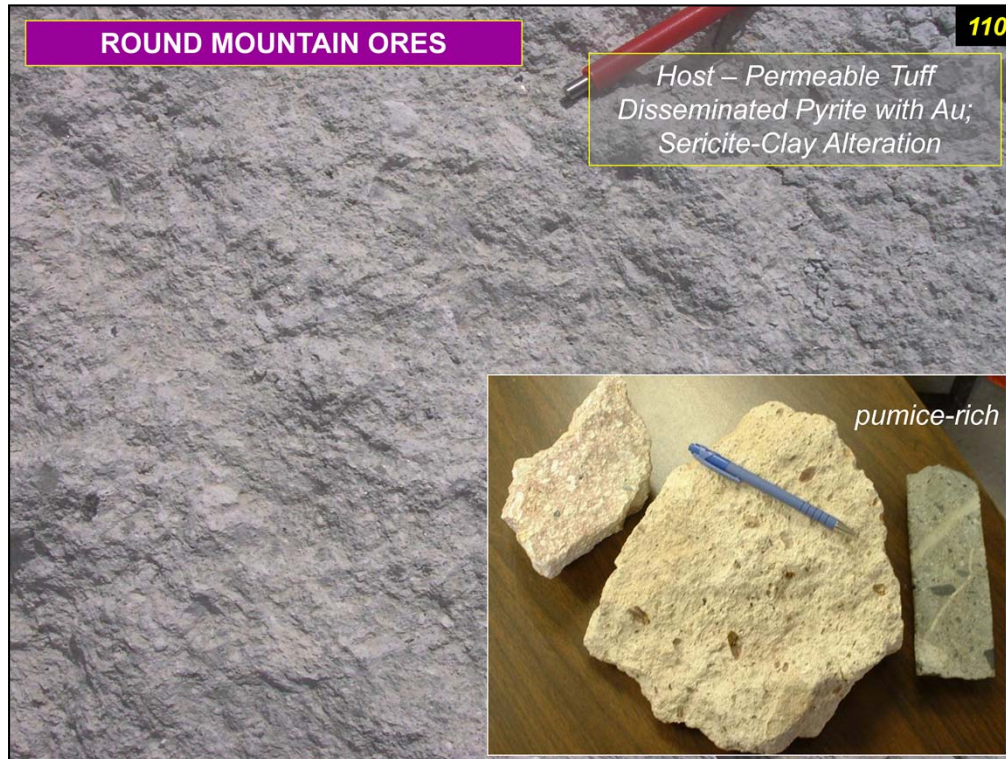 ROUND MOUNTAIN ORES
110
Host – Permeable Tuff
Disseminated Pyrite with Au;
Sericite-Clay Alteration
pumice-rich